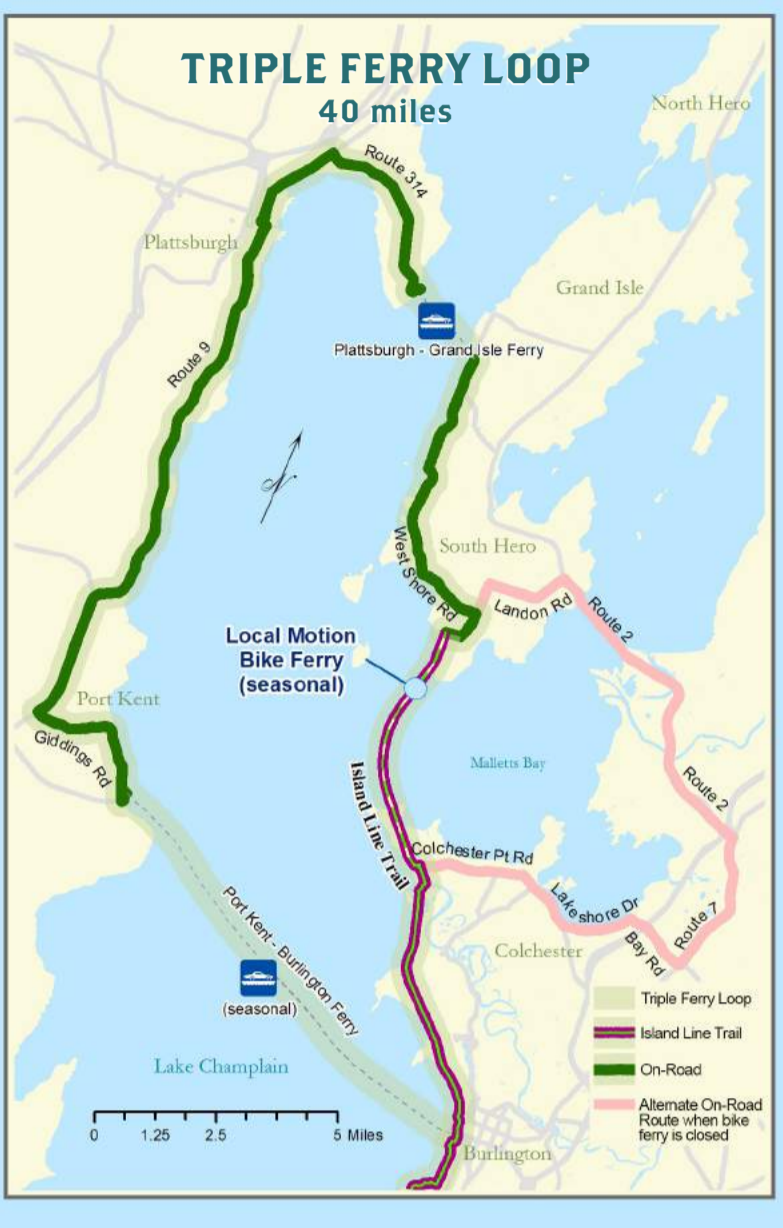 TRIPLE FERRY LOOP
40 miles
North Hero
Route 314
Plattsburgh
Grand Isle
Plattsburgh - Grand Isle Ferry
Route 9
N
West Shore Rd
South Hero
Landon Rd
Route 2
Local Motion
Bike Ferry
(seasonal)
Port Kent
Giddings Rd
Malletts Bay
Route 2
Island Line Trail
Colchester Pt Rd
Lakeshore Dr
Bay Rd
Route 7
Colchester
Port Kent - Burlington Ferry
(seasonal)
Lake Champlain
Triple Ferry Loop
Island Line Trail
On-Road
Alternate On-Road
Route when bike
ferry is closed
0 1.25 2.5 5 Miles
Burlington